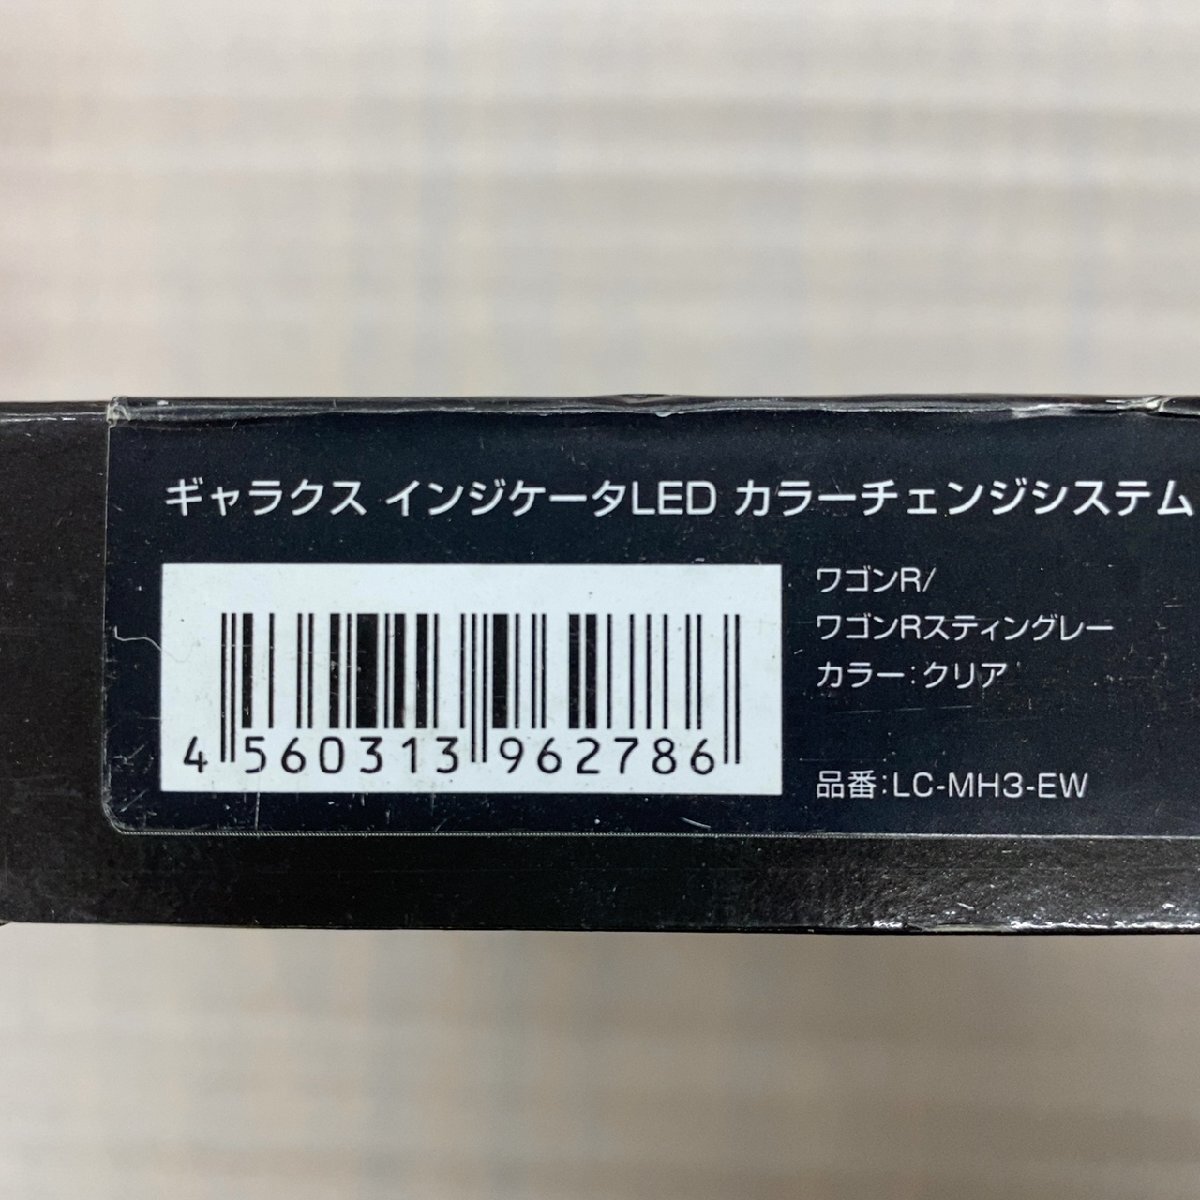 ギャラクス インジケータLED カラーチェンジシステム
ワゴンR/
ワゴンRスティングレー
カラー:クリア
4 560313 962786
品番:LC-MH3-EW